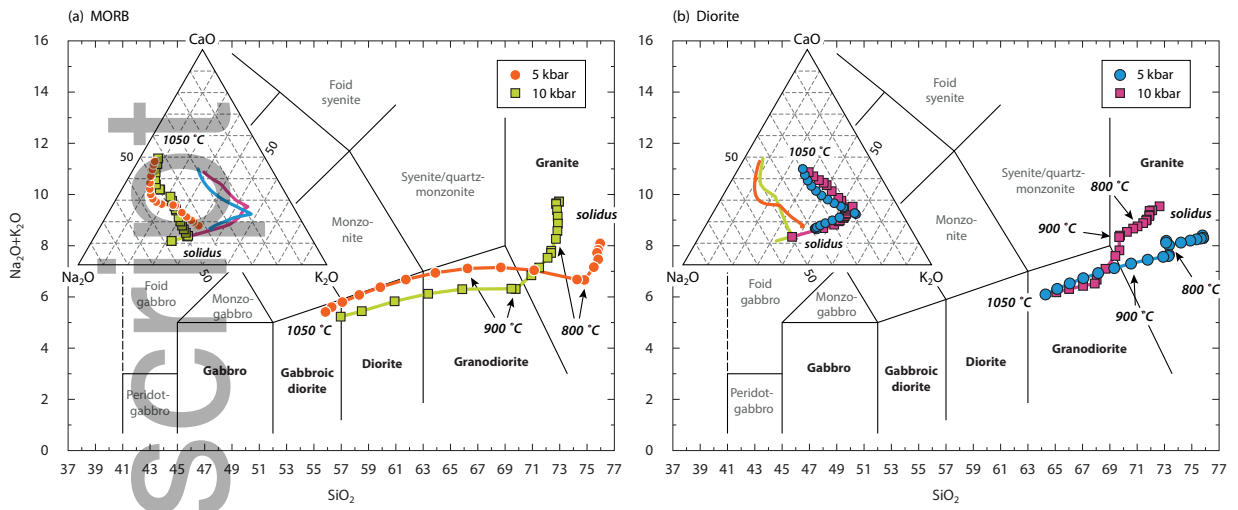 (a) MORB
(b) Diorite
16
14
12
10
8
6
4
2
0
Na₂O+K₂O
CaO
1050 ˚C
50
50
solidus
Na₂O
50
K₂O
Foid
syenite
5 kbar
10 kbar
Granite
Syenite/quartz-
monzonite
Monzo-
nite
solidus
Foid
gabbro
Monzo-
gabbro
1050 ˚C
900 ˚C
800 ˚C
Gabbro
Gabbroic
diorite
Diorite
Granodiorite
Peridot-
gabbro
37 39 41 43 45 47 49 51 53 55 57 59 61 63 65 67 69 71 73 75 77
SiO₂
script
16
14
12
10
8
6
4
2
0
CaO
1050 ˚C
50
50
solidus
Na₂O
50
K₂O
Foid
syenite
5 kbar
10 kbar
Granite
Syenite/quartz-
monzonite
800 ˚C
solidus
Monzo-
nite
900 ˚C
Foid
gabbro
Monzo-
gabbro
1050 ˚C
800 ˚C
900 ˚C
Granodiorite
Gabbro
Gabbroic
diorite
Diorite
Peridot-
gabbro
37 39 41 43 45 47 49 51 53 55 57 59 61 63 65 67 69 71 73 75 77
SiO₂